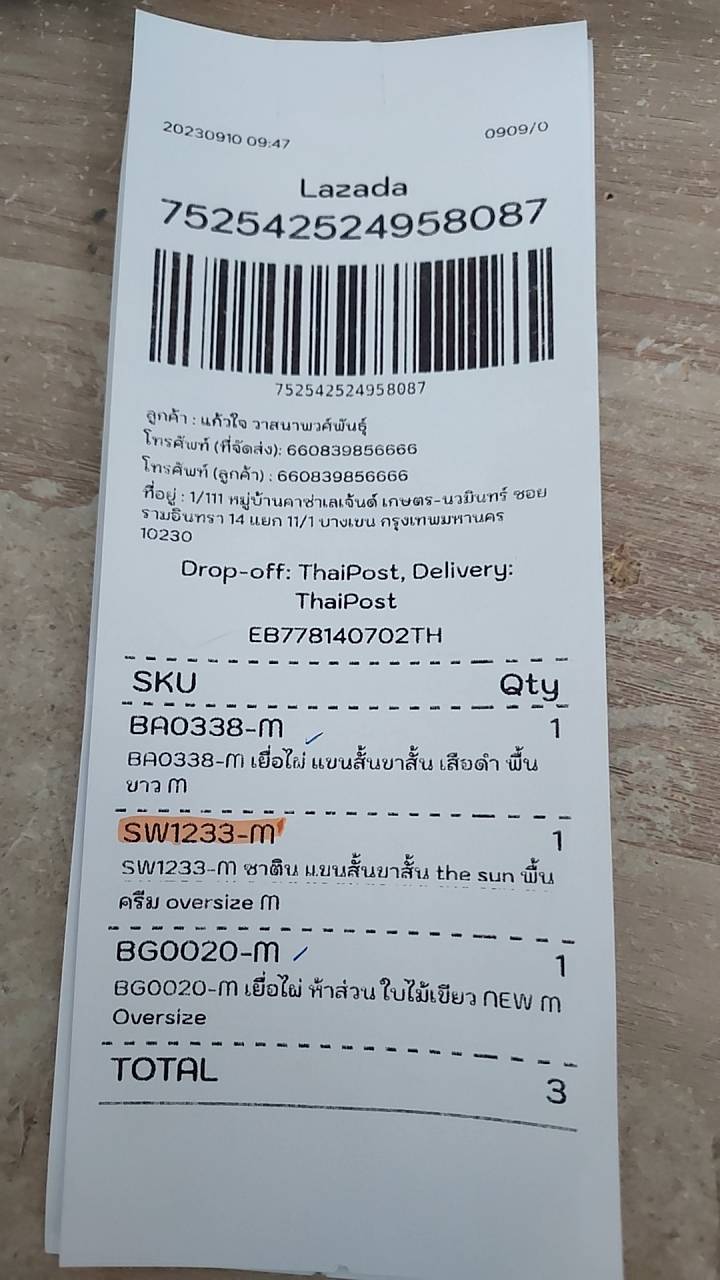 20230910 09:47
0909/0
Lazada
752542524958087
752542524958087
ลูกค้า : แก้วใจ วาสนาพวศ์พันธุ์
โทรศัพท์ (ที่จัดส่ง): 660839856666
โทรศัพท์ (ลูกค้า) : 660839856666
ที่อยู่ : 1/111 หมู่บ้านคาซ่าเลเจ้นด์ เกษตร-นวมินทร์ ซอย
รามอินทรา 14 แยก 11/1 บางเขน กรุงเทพมหานคร
10230
Drop-off: ThaiPost, Delivery:
ThaiPost
EB778140702TH
SKU Qty
BA0338-M 1
BA0338-M เยื่อไผ่ แขนสั้นขาสั้น เสือดำ พื้น
ขาว M
SW1233-M 1
SW1233-M ซาติน แขนสั้นขาสั้น the sun พื้น
ครีม oversize M
BG0020-M 1
BG0020-M เยื่อไผ่ ห้าส่วน ใบไม้เขียว NEW M
Oversize
TOTAL 3